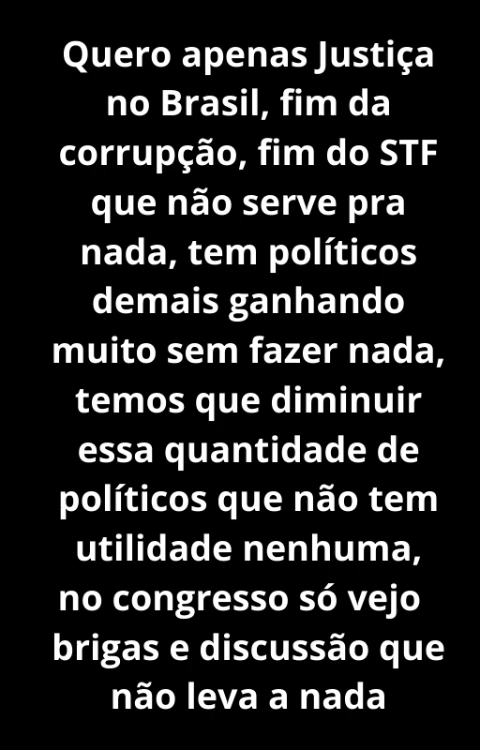 Quero apenas Justiça
no Brasil, fim da
corrupção, fim do STF
que não serve pra
nada, tem políticos
demais ganhando
muito sem fazer nada,
temos que diminuir
essa quantidade de
políticos que não tem
utilidade nenhuma,
no congresso só vejo
brigas e discussão que
não leva a nada